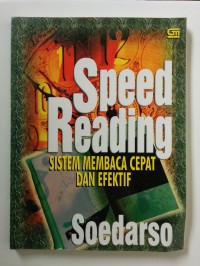 Speed
Reading
SISTEM MEMBACA CEPAT
DAN EFEKTIF
Soedarso